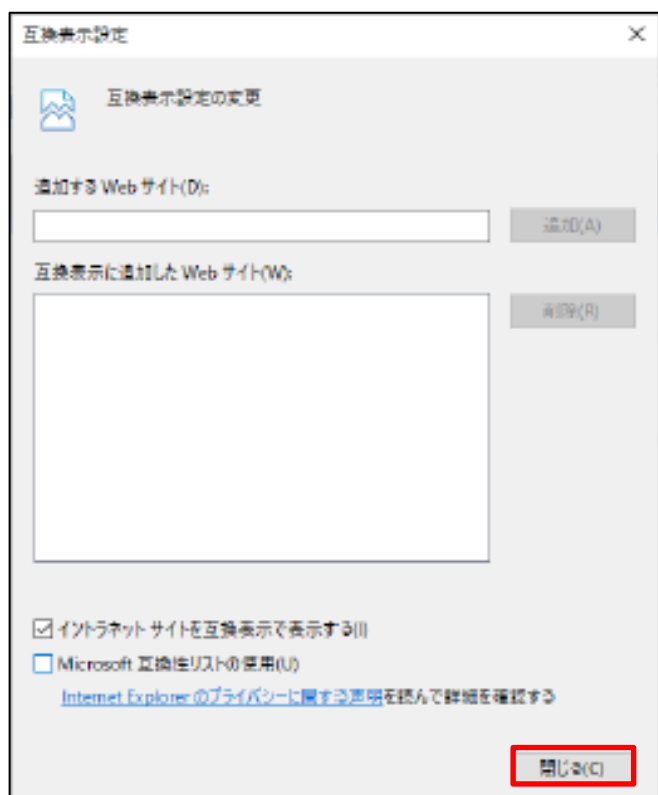 互換表示設定
互換表示設定の変更
追加する Web サイト(D):
追加(A)
互換表示に追加した Web サイト(W):
削除(R)
イントラネット サイトを互換表示で表示する(I)
Microsoft 互換性リストの使用(U)
Internet Explorer のプライバシーに関する声明を読んで詳細を確認する
閉じる(C)